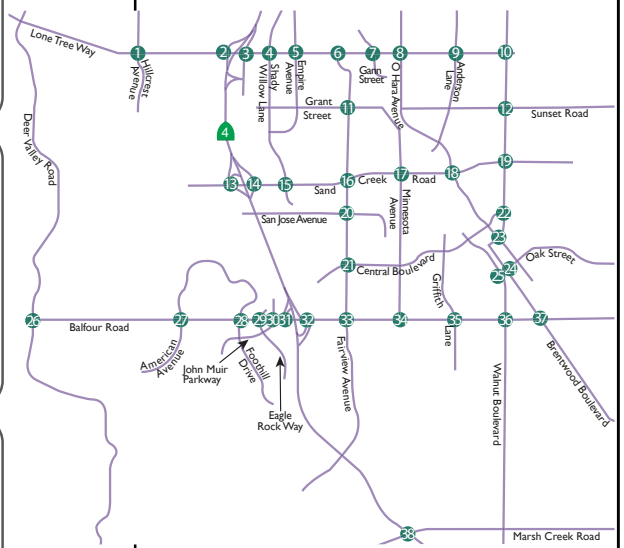 Lone Tree Way
1
2
3
4
5
6
7
8
9
10
Hillcrest
Avenue
Shady
Willow Lane
Empire
Avenue
Gann
Street
O Hara Avenue
Anderson
Lane
Grant
Street
11
12
Sunset Road
4
Deer Valley Road
13
14
15
Sand
16
Creek
17
Road
18
19
San Jose Avenue
20
Minnesota
Avenue
22
23
21
Central Boulevard
Griffith
Lane
25
24
Oak Street
26
Balfour Road
27
28
29
30
31
32
33
34
35
36
37
American
Avenue
John Muir
Parkway
Foothill
Drive
Eagle
Rock Way
Fairview Avenue
Walnut Boulevard
Brentwood Boulevard
38
Marsh Creek Road